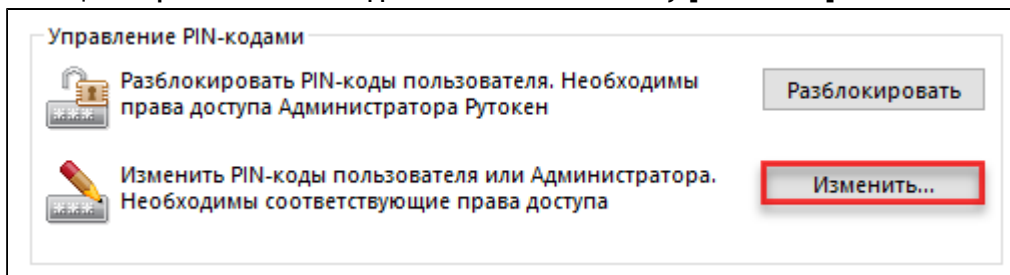 Управление PIN-кодами
Разблокировать PIN-коды пользователя. Необходимы
права доступа Администратора Рутокен
Разблокировать
Изменить PIN-коды пользователя или Администратора.
Необходимы соответствующие права доступа
Изменить...